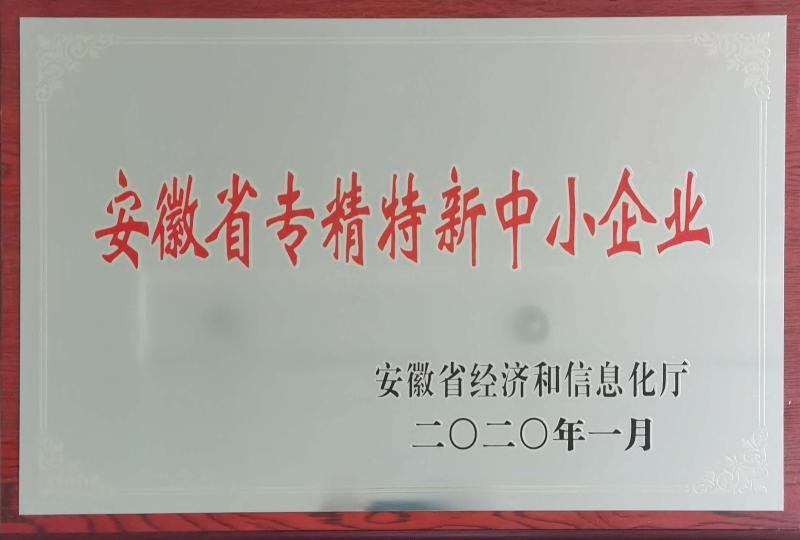 安徽省专精特新中小企业
安徽省经济和信息化厅
二〇二〇年一月